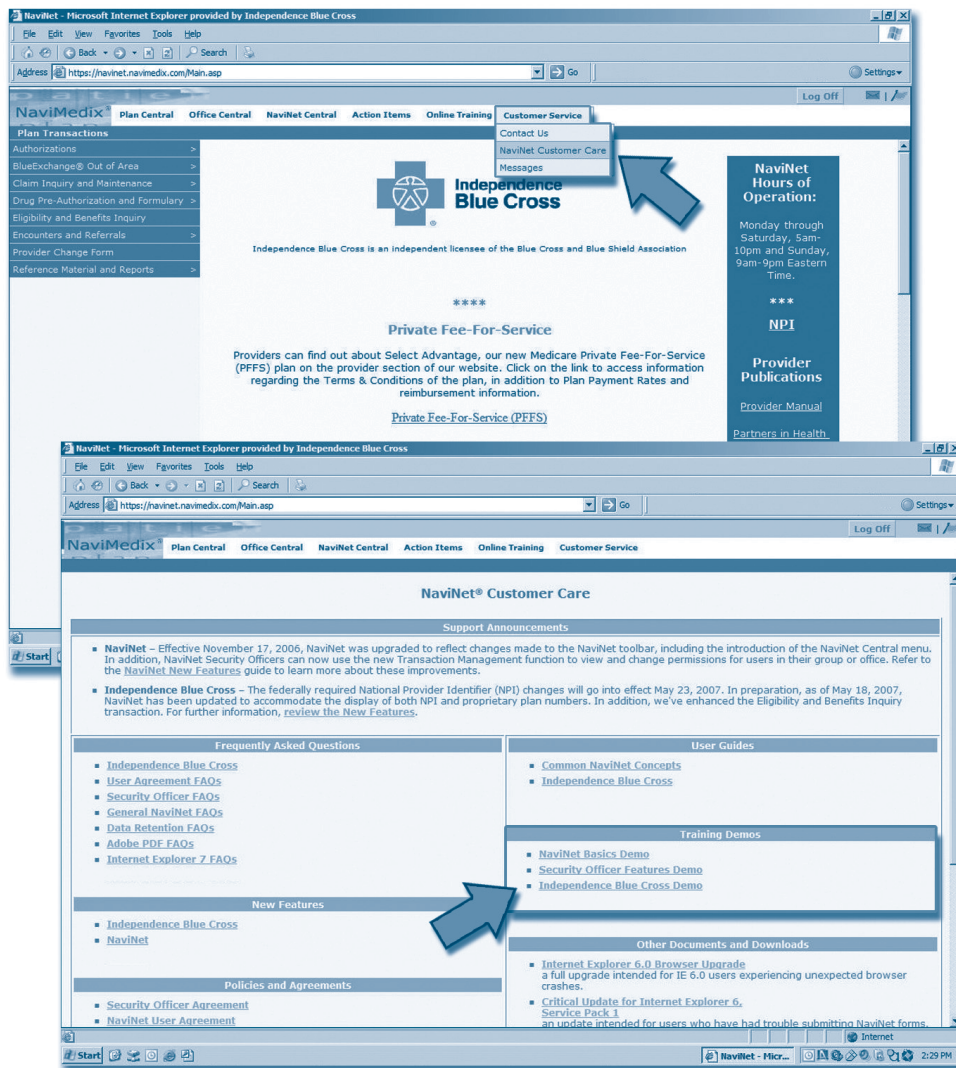 NaviNet - Microsoft Internet Explorer provided by Independence Blue Cross
File Edit View Favorites Tools Help
Back Search
Address https://navinet.navimedix.com/Main.asp Go Settings
Log Off
NaviMedix® Plan Central Office Central NaviNet Central Action Items Online Training Customer Service
Contact Us
NaviNet Customer Care
Messages
Plan Transactions
Authorizations >
BlueExchange® Out of Area >
Claim Inquiry and Maintenance >
Drug Pre-Authorization and Formulary >
Eligibility and Benefits Inquiry
Encounters and Referrals >
Provider Change Form
Reference Material and Reports >
Independence
Blue Cross
®
Independence Blue Cross is an independent licensee of the Blue Cross and Blue Shield Association
****
Private Fee-For-Service
Providers can find out about Select Advantage, our new Medicare Private Fee-For-Service
(PFFS) plan on the provider section of our website. Click on the link to access information
regarding the Terms & Conditions of the plan, in addition to Plan Payment Rates and
reimbursement information.
Private Fee-For-Service (PFFS)
NaviNet
Hours of
Operation:
Monday through
Saturday, 5am-
10pm and Sunday,
9am-9pm Eastern
Time.
***
NPI
Provider
Publications
Provider Manual
Partners in Health
Start
NaviNet - Microsoft Internet Explorer provided by Independence Blue Cross
File Edit View Favorites Tools Help
Back Search
Address https://navinet.navimedix.com/Main.asp Go Settings
Log Off
NaviMedix® Plan Central Office Central NaviNet Central Action Items Online Training Customer Service
NaviNet® Customer Care
Support Announcements
NaviNet – Effective November 17, 2006, NaviNet was upgraded to reflect changes made to the NaviNet toolbar, including the introduction of the NaviNet Central menu.
In addition, NaviNet Security Officers can now use the new Transaction Management function to view and change permissions for users in their group or office. Refer to
the NaviNet New Features guide to learn more about these improvements.
Independence Blue Cross – The federally required National Provider Identifier (NPI) changes will go into effect May 23, 2007. In preparation, as of May 18, 2007,
NaviNet has been updated to accommodate the display of both NPI and proprietary plan numbers. In addition, we've enhanced the Eligibility and Benefits Inquiry
transaction. For further information, review the New Features.
Frequently Asked Questions
Independence Blue Cross
User Agreement FAQs
Security Officer FAQs
General NaviNet FAQs
Data Retention FAQs
Adobe PDF FAQs
Internet Explorer 7 FAQs
New Features
Independence Blue Cross
NaviNet
Policies and Agreements
Security Officer Agreement
NaviNet User Agreement
User Guides
Common NaviNet Concepts
Independence Blue Cross
Training Demos
NaviNet Basics Demo
Security Officer Features Demo
Independence Blue Cross Demo
Other Documents and Downloads
Internet Explorer 6.0 Browser Upgrade
a full upgrade intended for IE 6.0 users experiencing unexpected browser
crashes.
Critical Update for Internet Explorer 6,
Service Pack 1
an update intended for users who have had trouble submitting NaviNet forms.
Internet
Start NaviNet - Micr... 2:29 PM